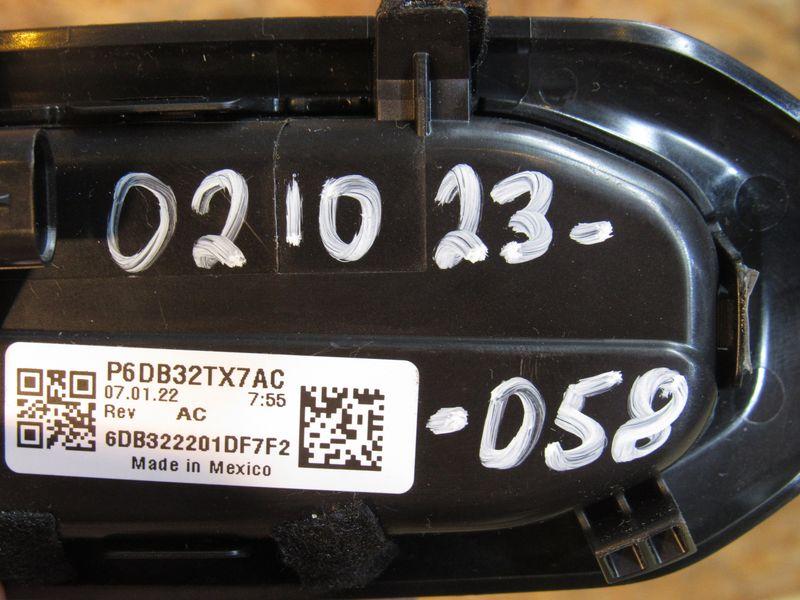 021023-
-058
P6DB32TX7AC
07.01.22 7:55
Rev AC
6DB322201DF7F2
Made in Mexico